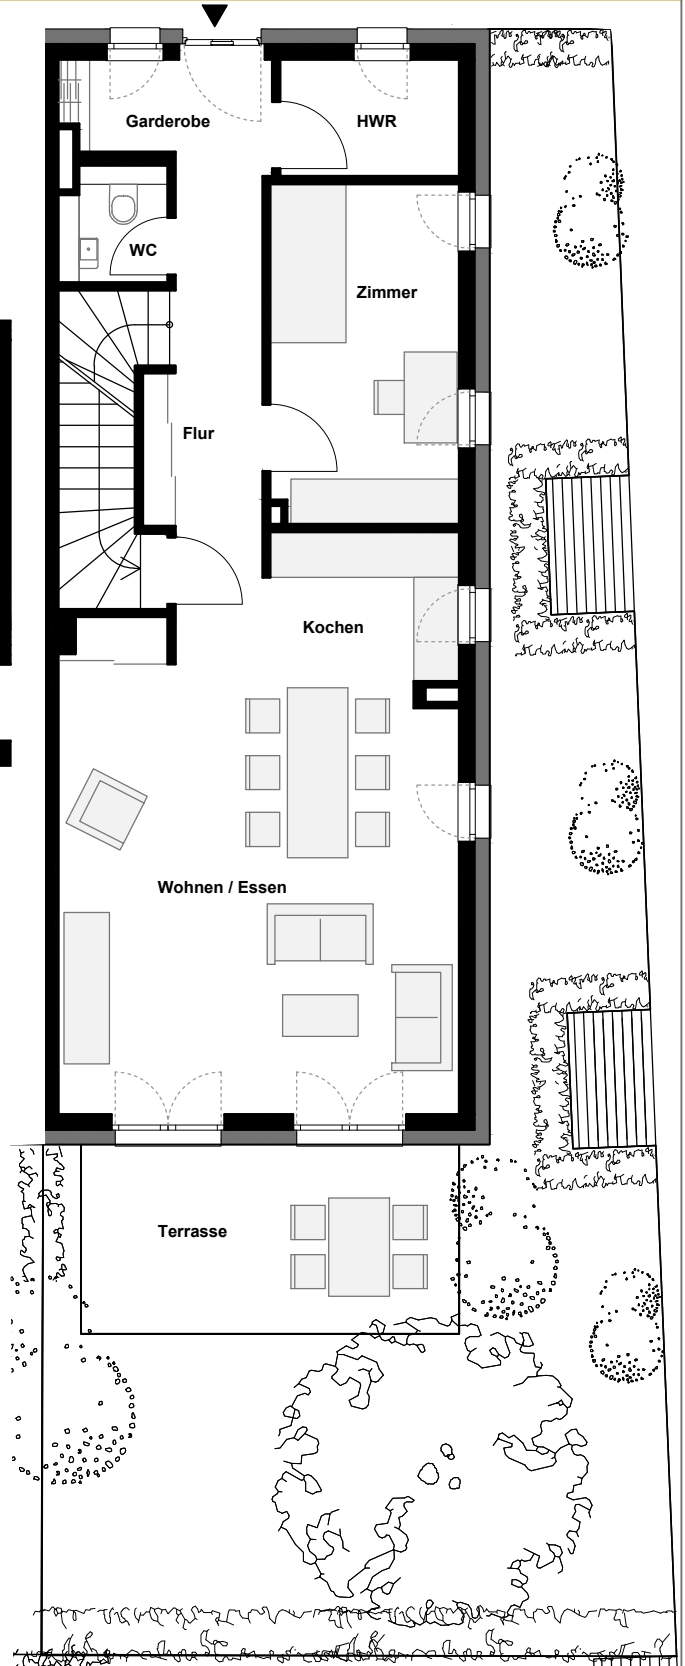 Garderobe
HWR
WC
Zimmer
Flur
Kochen
Wohnen / Essen
Terrasse